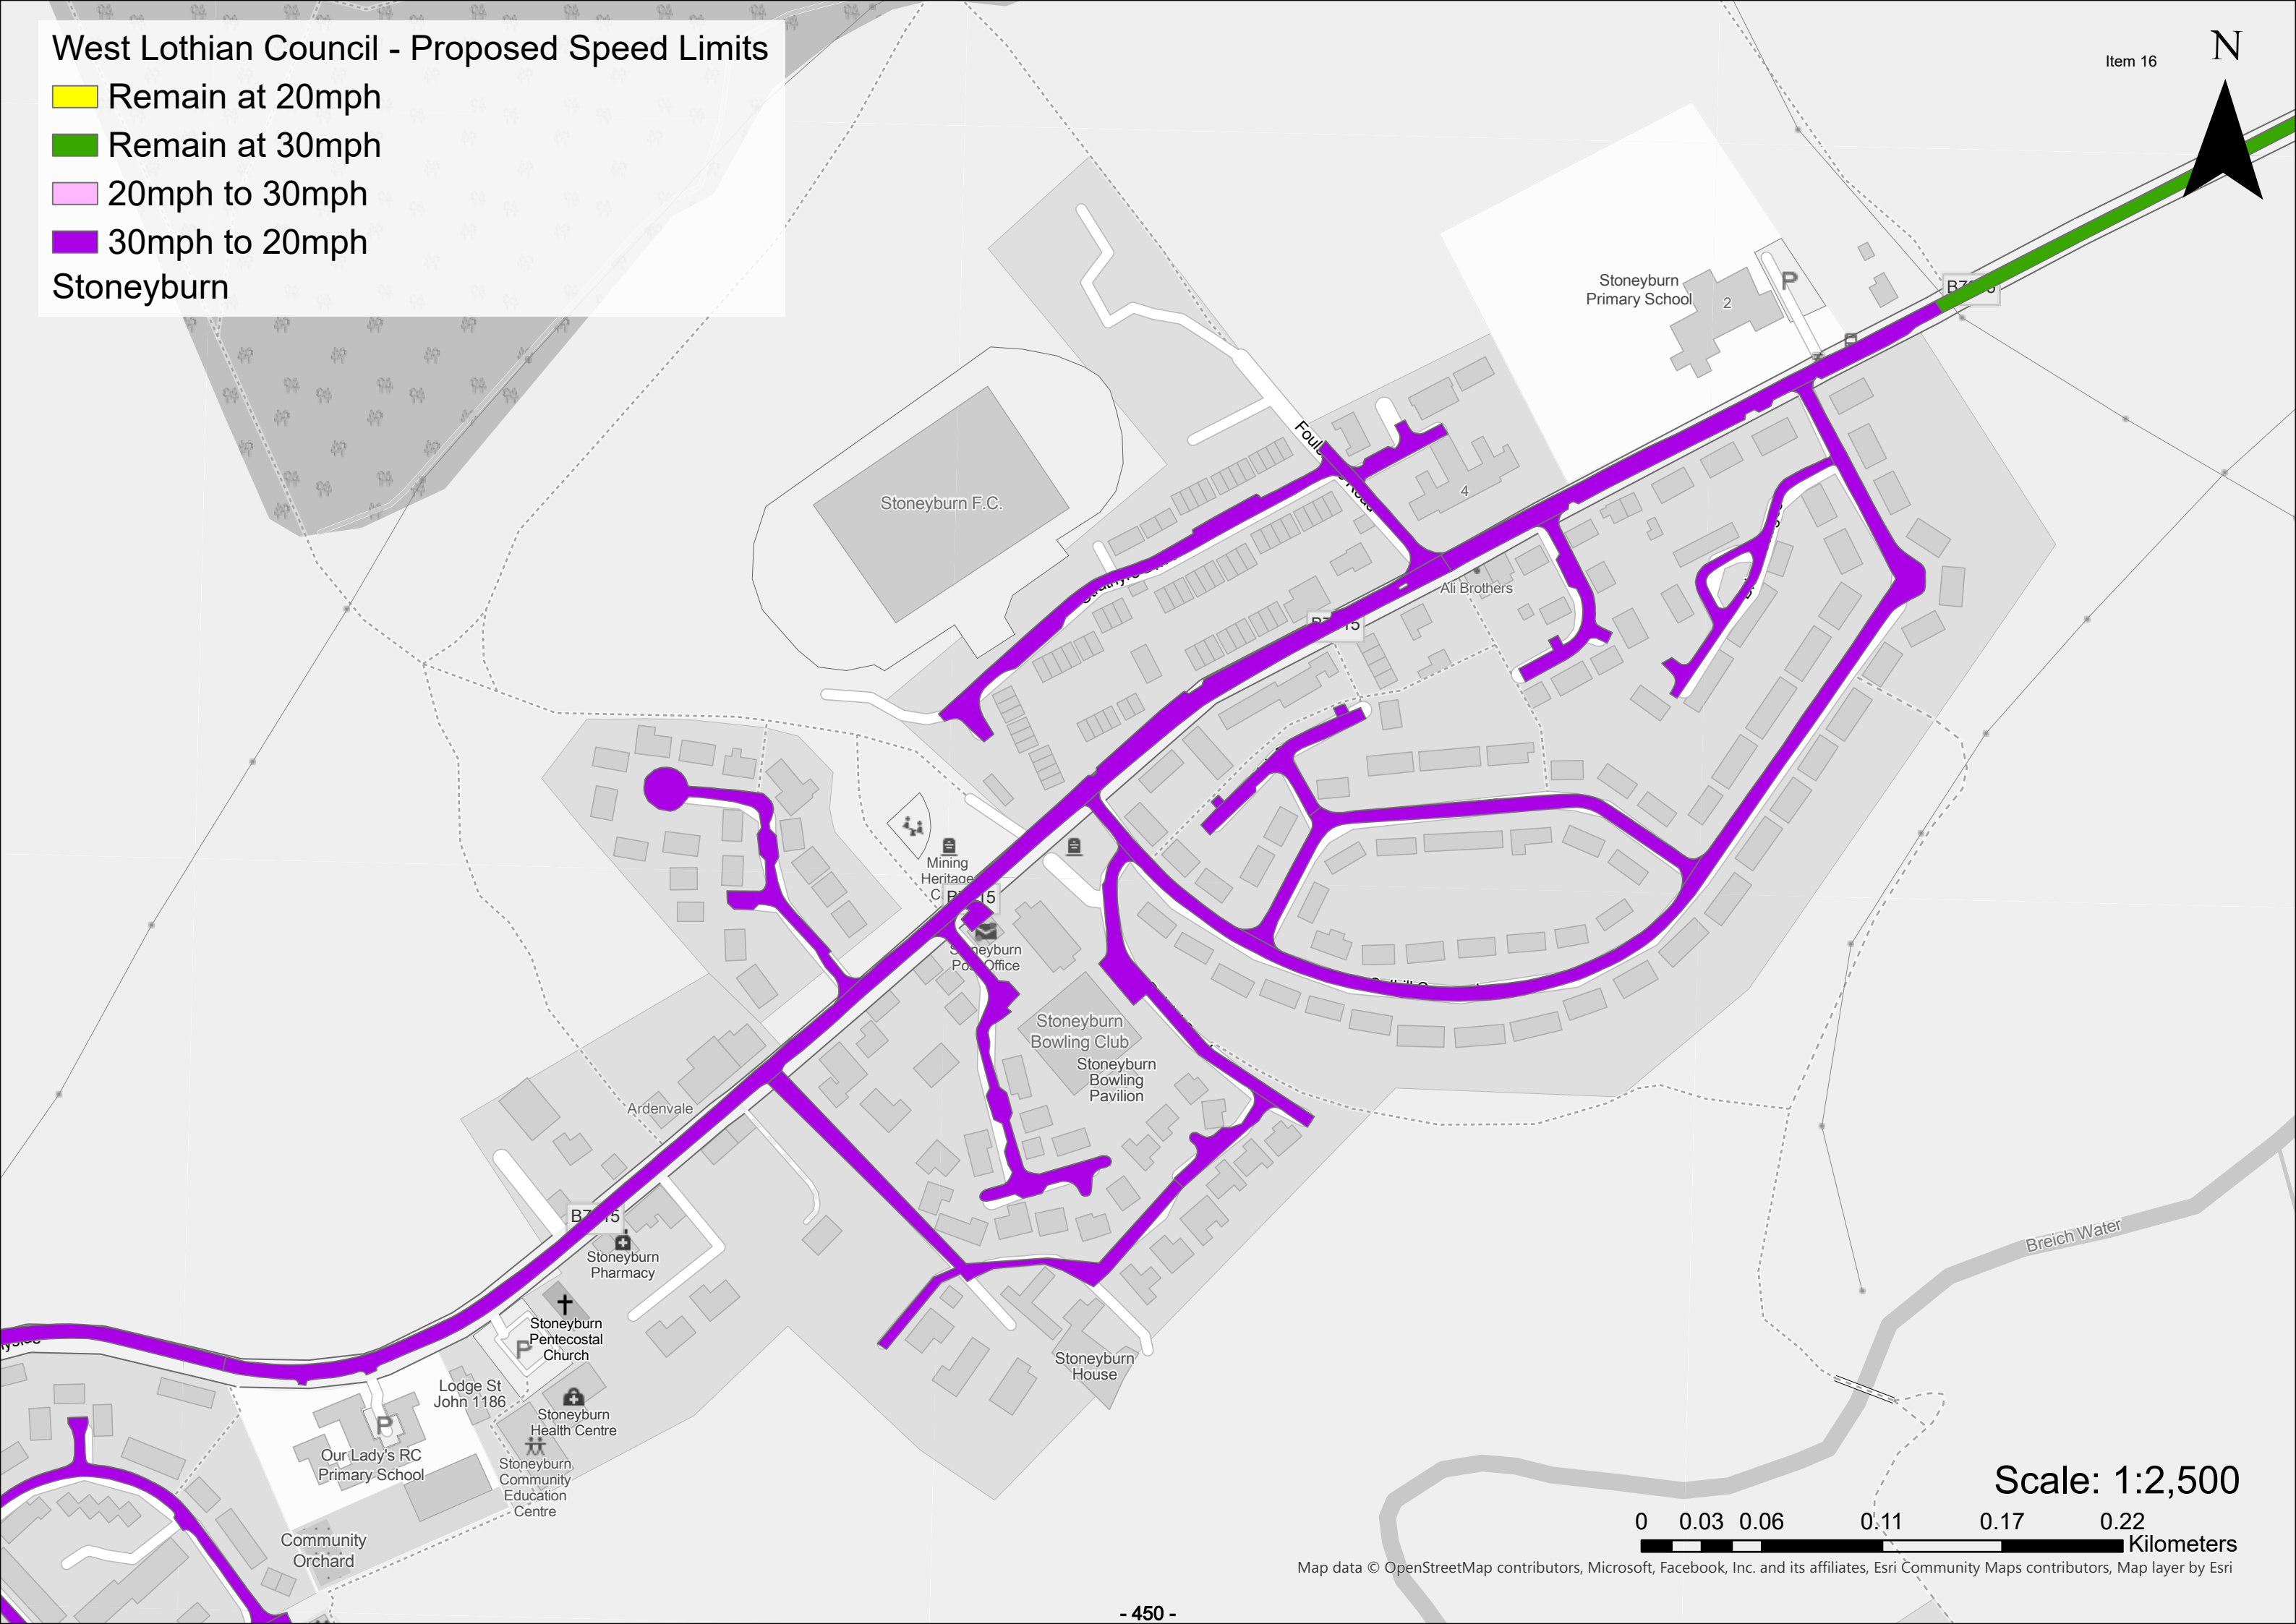 West Lothian Council - Proposed Speed Limits
Remain at 20mph
Remain at 30mph
20mph to 30mph
30mph to 20mph
Stoneyburn
Item 16
N
Stoneyburn
Primary School
2
P
Stoneyburn F.C.
4
Ali Brothers
Mining
Heritage
Stoneyburn
Post Office
Stoneyburn
Bowling Club
Stoneyburn
Bowling
Pavilion
Ardenvale
Stoneyburn
Pharmacy
Stoneyburn
Pentecostal
Church
P
Stoneyburn
House
Lodge St
John 1186
Stoneyburn
Health Centre
P
Our Lady's RC
Primary School
Stoneyburn
Community
Education
Centre
Community
Orchard
Breich Water
Scale: 1:2,500
0 0.03 0.06 0.11 0.17 0.22
Kilometers
Map data © OpenStreetMap contributors, Microsoft, Facebook, Inc. and its affiliates, Esri Community Maps contributors, Map layer by Esri
- 450 -